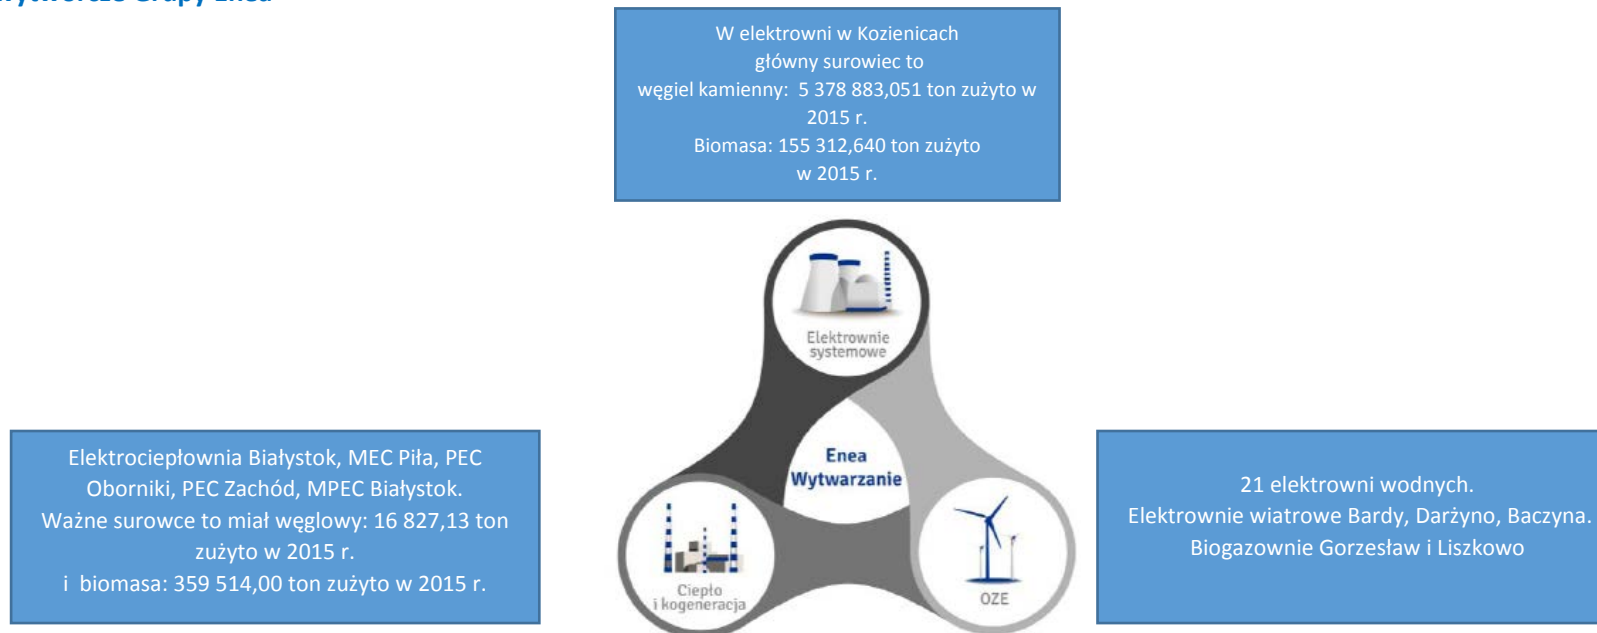 Grupy Enea
W elektrowni w Kozienicach
główny surowiec to
węgiel kamienny: 5 378 883,051 ton zużyto w
2015 r.
Biomasa: 155 312,640 ton zużyto
w 2015 r.
Elektrownie
systemowe
Elektrociepłownia Białystok, MEC Piła, PEC
Oborniki, PEC Zachód, MPEC Białystok.
Ważne surowce to miał węglowy: 16 827,13 ton
zużyto w 2015 r.
i biomasa: 359 514,00 ton zużyto w 2015 r.
Enea
Wytwarzanie
Ciepło
i kogeneracja
OZE
21 elektrowni wodnych.
Elektrownie wiatrowe Bardy, Darżyno, Baczyna.
Biogazownie Gorzesław i Liszkowo